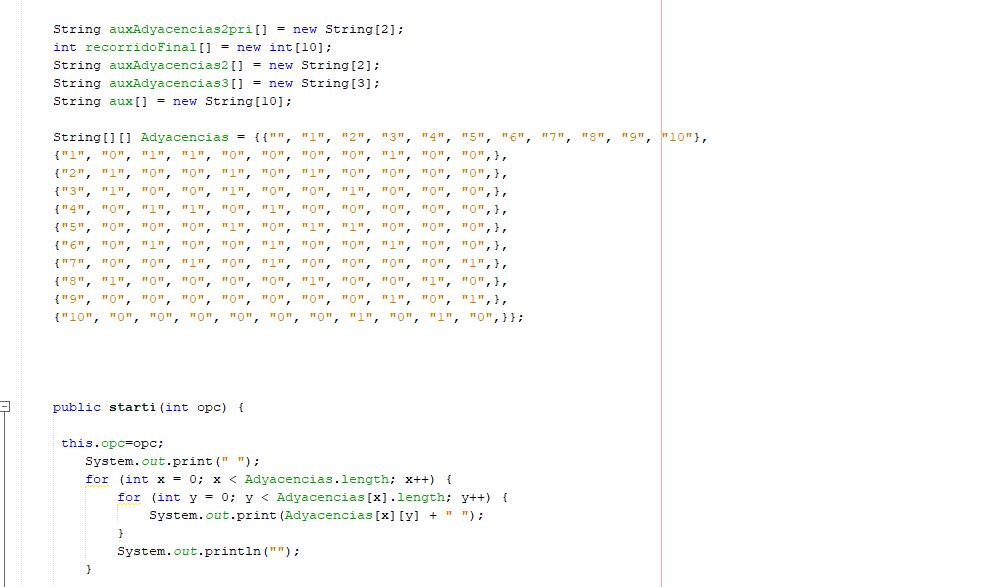 String auxAdyacencias2pri[] = new String[2];
int recorridoFinal[] = new int[10];
String auxAdyacencias2[] = new String[2];
String auxAdyacencias3[] = new String[3];
String aux[] = new String[10];
String[][] Adyacencias = {{"", "1", "2", "3", "4", "5", "6", "7", "8", "9", "10"},
{"1", "0", "1", "1", "0", "0", "0", "0", "1", "0", "0",},
{"2", "1", "0", "0", "1", "0", "1", "0", "0", "0", "0",},
{"3", "1", "0", "0", "1", "0", "0", "1", "0", "0", "0",},
{"4", "0", "1", "1", "0", "1", "0", "0", "0", "0", "0",},
{"5", "0", "0", "0", "1", "0", "1", "1", "0", "0", "0",},
{"6", "0", "1", "0", "0", "1", "0", "0", "1", "0", "0",},
{"7", "0", "0", "1", "0", "1", "0", "0", "0", "0", "1",},
{"8", "1", "0", "0", "0", "0", "1", "0", "0", "1", "0",},
{"9", "0", "0", "0", "0", "0", "0", "0", "1", "0", "1",},
{"10", "0", "0", "0", "0", "0", "0", "1", "0", "1", "0",}};
public starti(int opc) {
this.opc=opc;
System.out.print(" ");
for (int x = 0; x < Adyacencias.length; x++) {
for (int y = 0; y < Adyacencias[x].length; y++) {
System.out.print(Adyacencias[x][y] + " ");
}
System.out.println("");
}